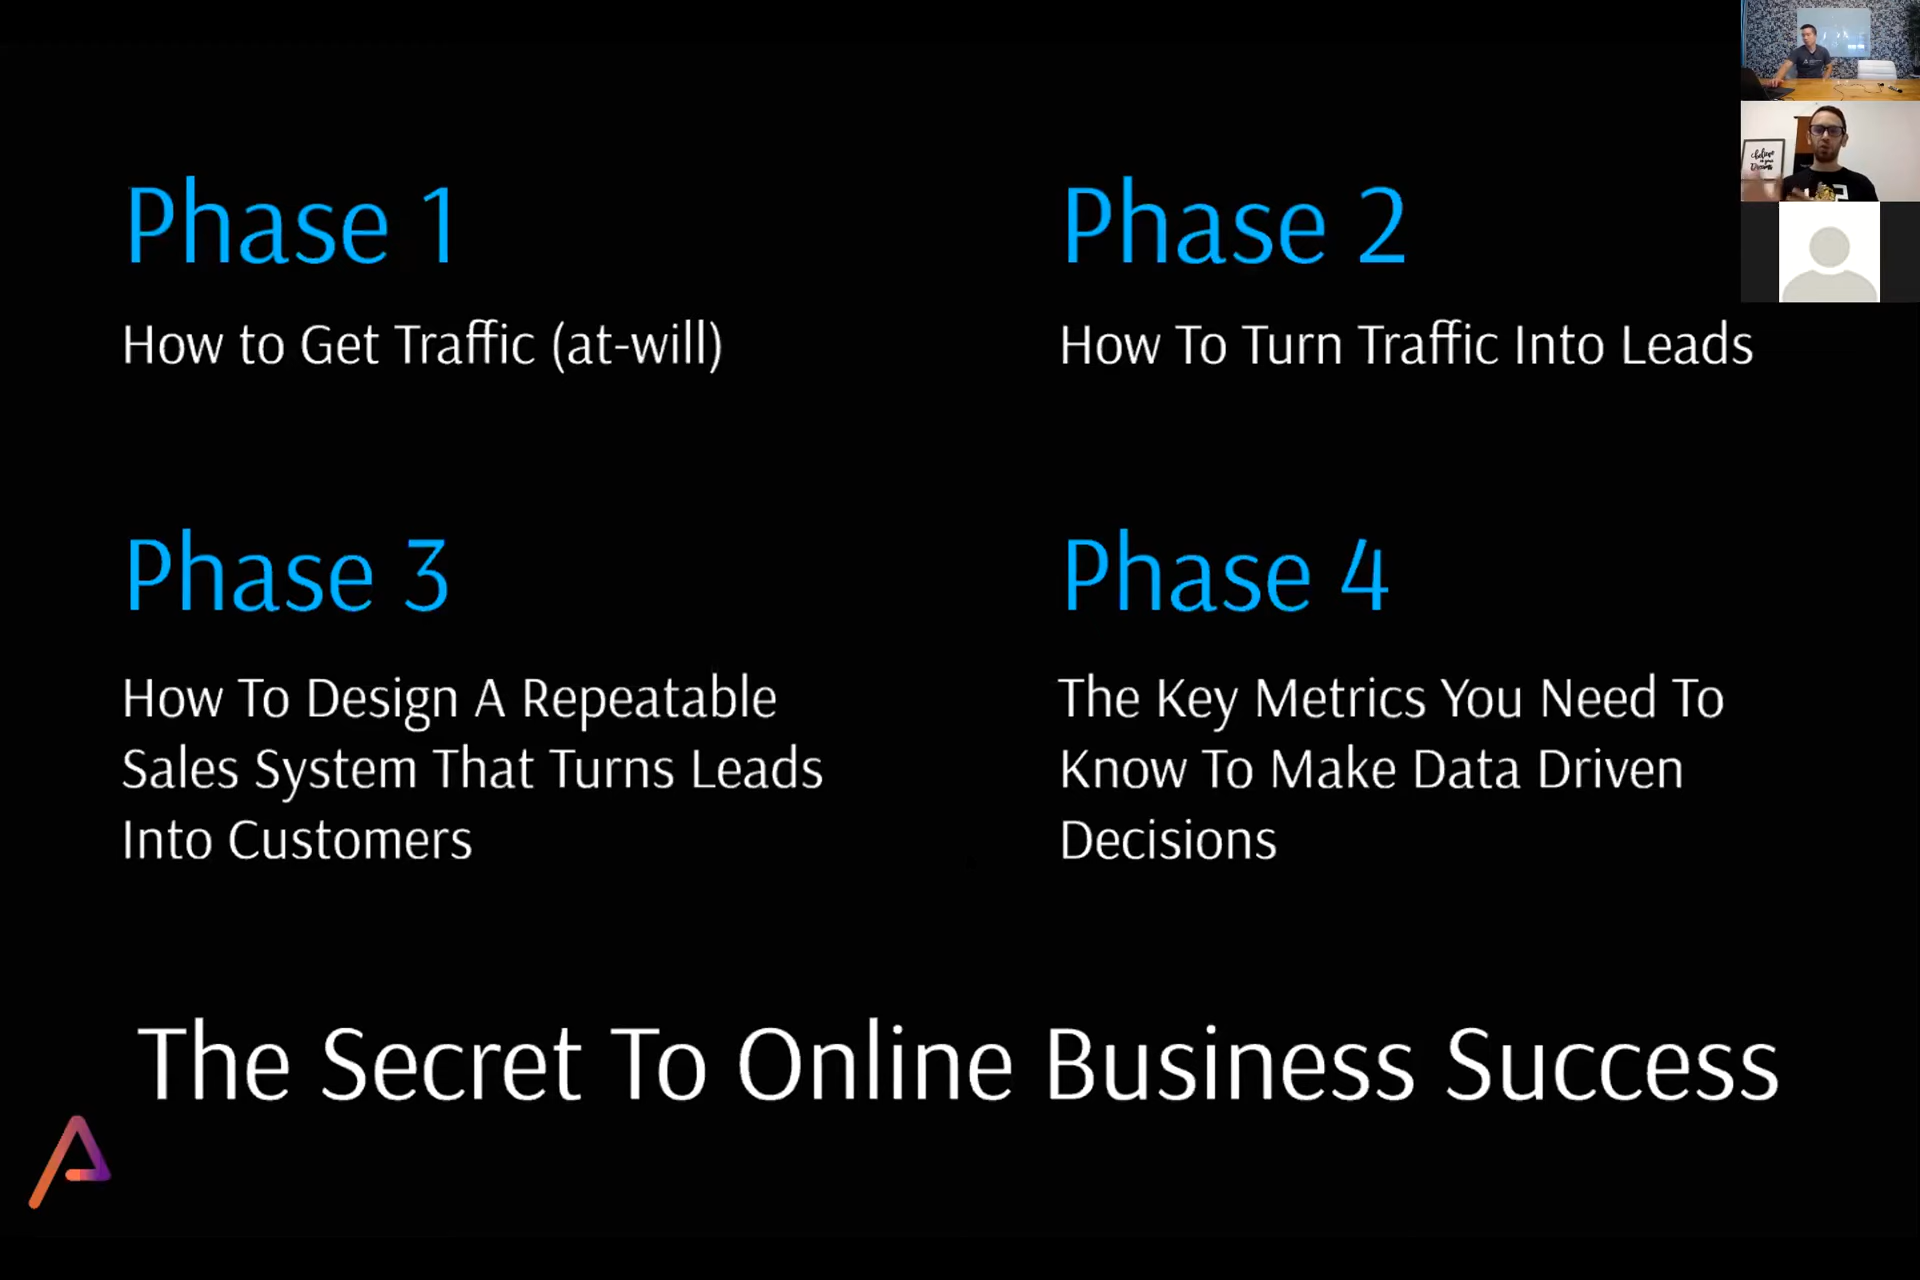 Phase 1
How to Get Traffic (at-will)
Phase 2
How To Turn Traffic Into Leads
Phase 3
How To Design A Repeatable
Sales System That Turns Leads
Into Customers
Phase 4
The Key Metrics You Need To
Know To Make Data Driven
Decisions
The Secret To Online Business Success